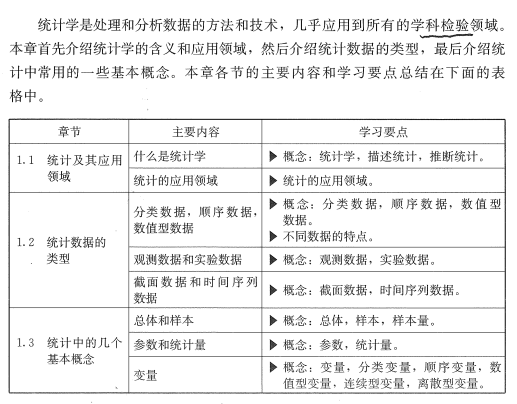 统计学是处理和分析数据的方法和技术，几乎应用到所有的学科检验领域。
本章首先介绍统计学的含义和应用领域，然后介绍统计数据的类型，最后介绍统
计中常用的一些基本概念。本章各节的主要内容和学习要点总结在下面的表
格中。
章节 主要内容 学习要点
1.1 统计及其应用
领域
什么是统计学
▶ 概念：统计学，描述统计，推断统计。
统计的应用领域
▶ 统计的应用领域。
1.2 统计数据的
类型
分类数据，顺序数据，
数值型数据
▶ 概念：分类数据，顺序数据，数值型
数据。
▶ 不同数据的特点。
观测数据和实验数据
▶ 概念：观测数据，实验数据。
截面数据和时间序列
数据
▶ 概念：截面数据，时间序列数据。
1.3 统计中的几个
基本概念
总体和样本
▶ 概念：总体，样本，样本量。
参数和统计量
▶ 概念：参数，统计量。
变量
▶ 概念：变量，分类变量，顺序变量，数
值型变量，连续型变量，离散型变量。